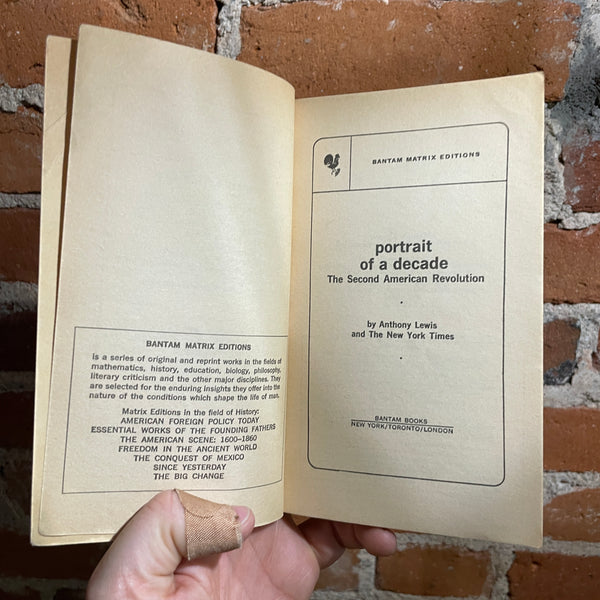 BANTAM MATRIX EDITIONS
is a series of original and reprint works in the fields of
mathematics, history, education, biology, philosophy,
literary criticism and the other major disciplines. They
are selected for the enduring insights they offer into the
nature of the conditions which shape the life of man.
Matrix Editions in the field of History:
AMERICAN FOREIGN POLICY TODAY
ESSENTIAL WORKS OF THE FOUNDING FATHERS
THE AMERICAN SCENE: 1600–1860
FREEDOM IN THE ANCIENT WORLD
THE CONQUEST OF MEXICO
SINCE YESTERDAY
THE BIG CHANGE
BANTAM MATRIX EDITIONS
portrait
of a decade
The Second American Revolution
by Anthony Lewis
and The New York Times
BANTAM BOOKS
NEW YORK/TORONTO/LONDON